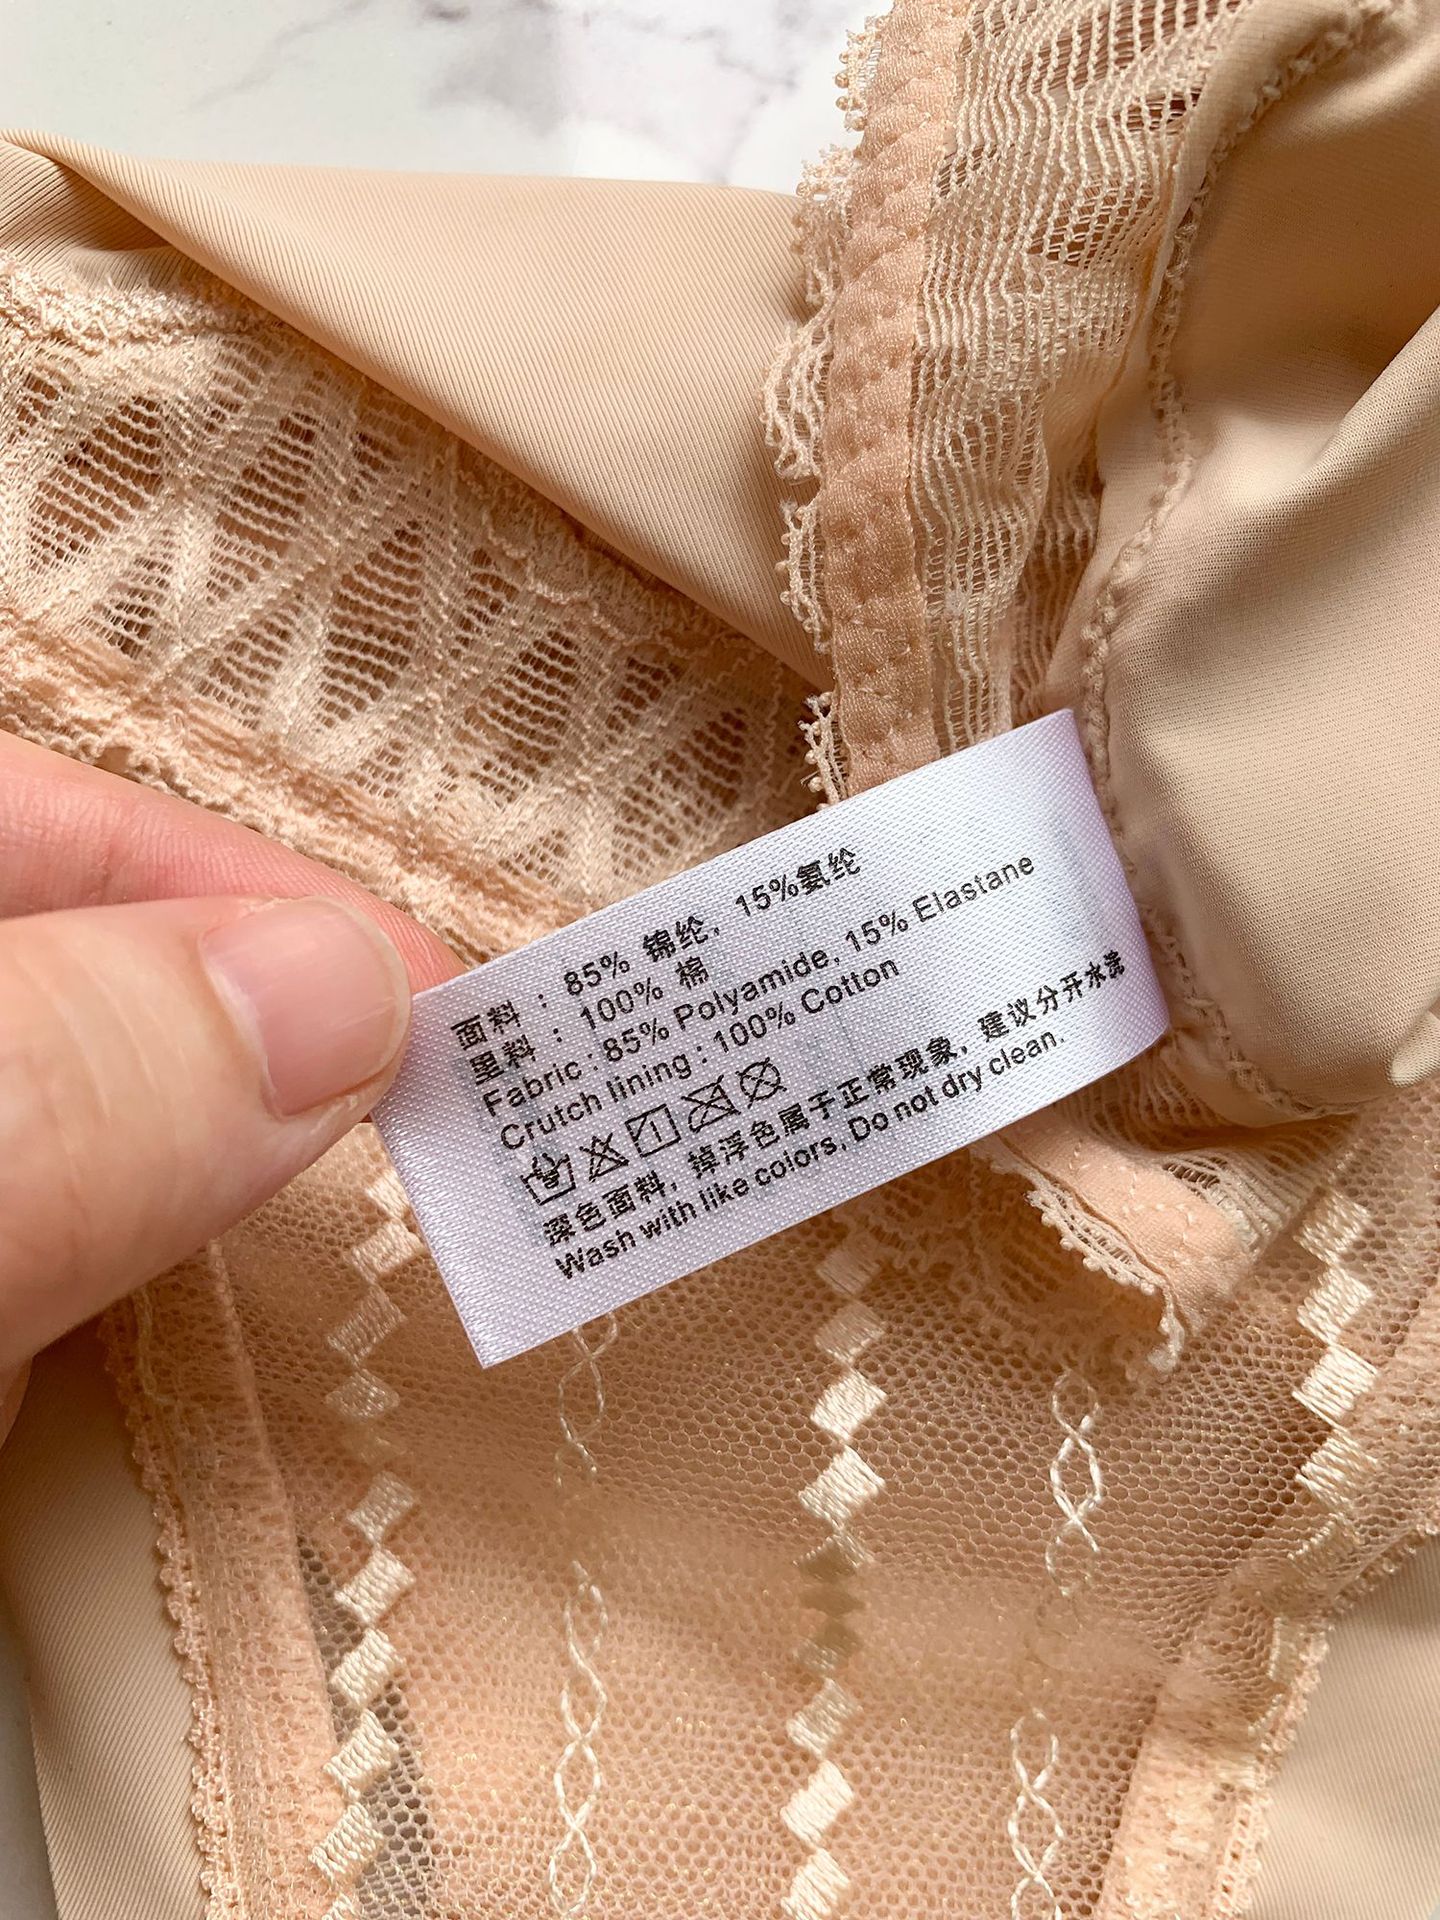 面料：85% 锦纶，15%氨纶
里料：100% 棉
Fabric : 85% Polyamide, 15% Elastane
Crutch lining : 100% Cotton
深色面料，掉浮色属于正常现象，建议分开水洗
Wash with like colors, Do not dry clean.